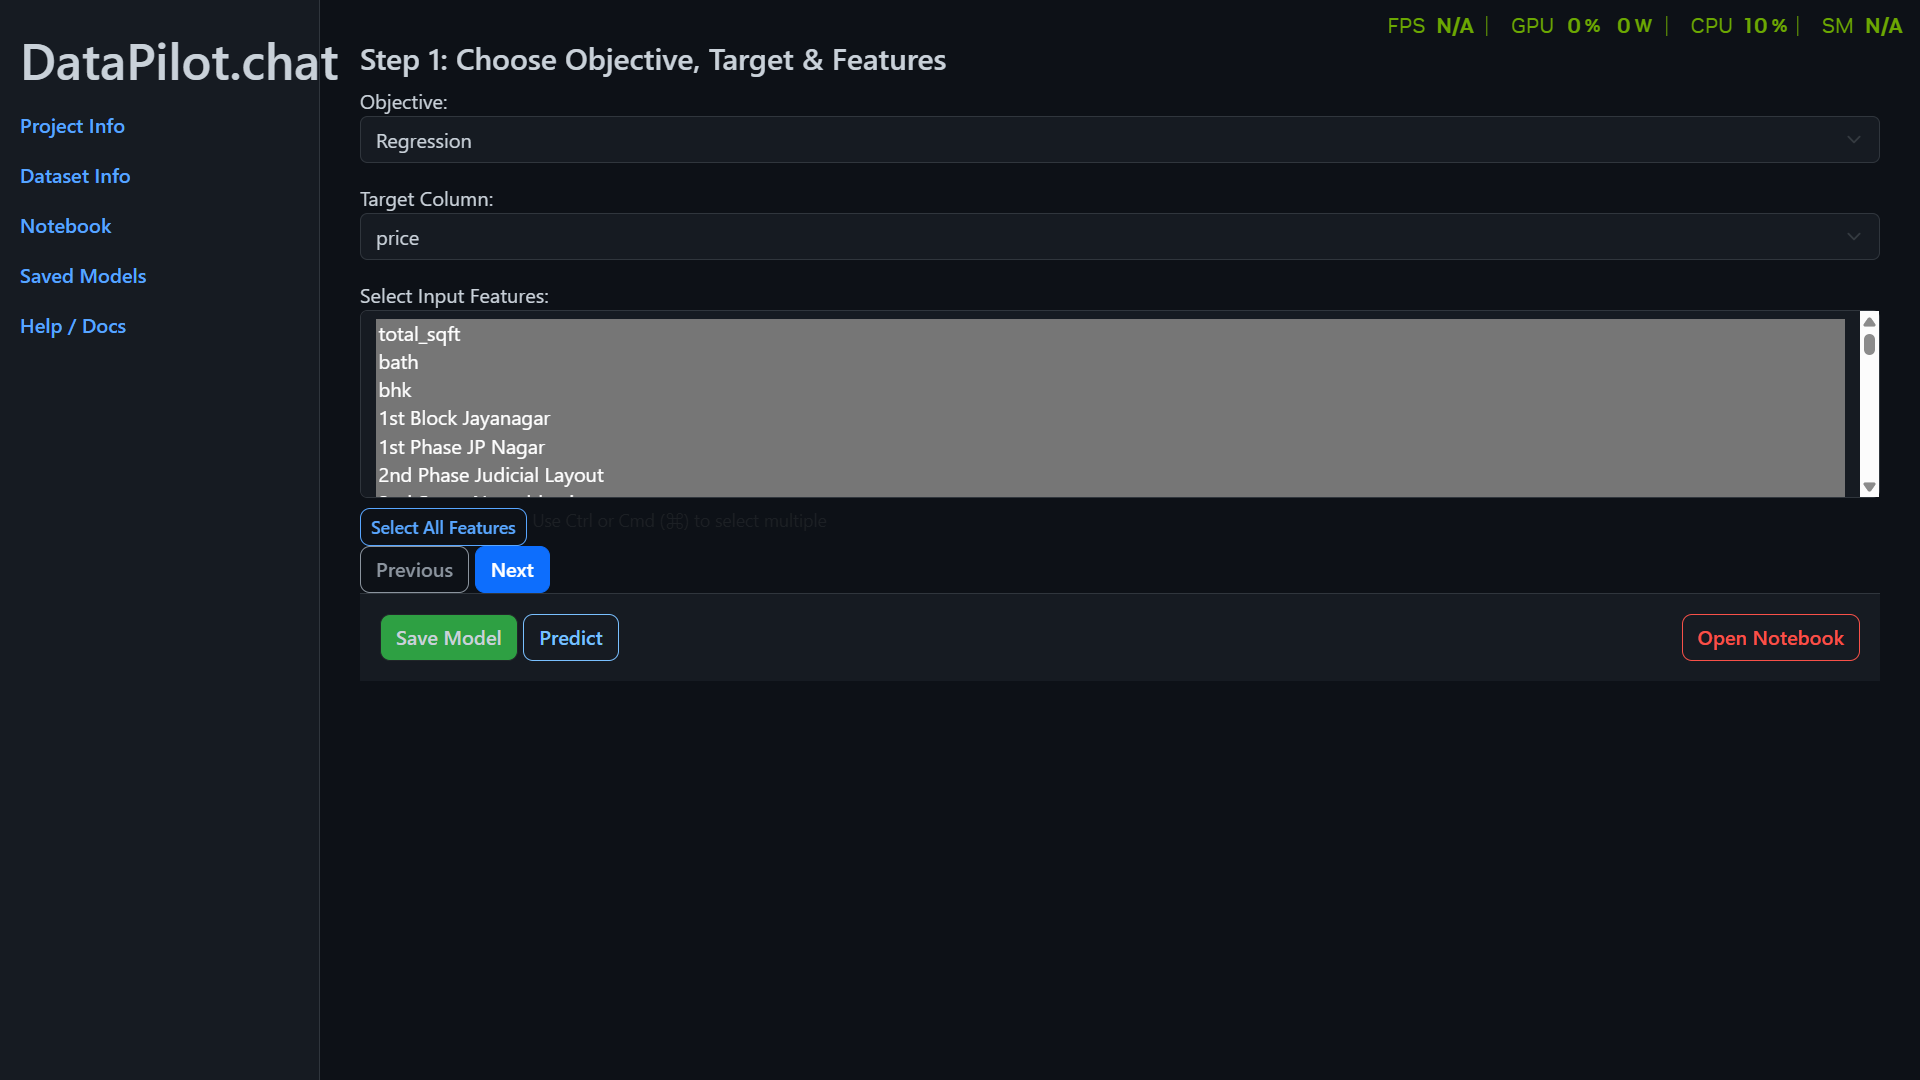 FPS N/A | GPU 0% 0W | CPU 10% | SM N/A
DataPilot.chat
Project Info
Dataset Info
Notebook
Saved Models
Help / Docs
Step 1: Choose Objective, Target & Features
Objective:
Regression
Target Column:
price
Select Input Features:
total_sqft
bath
bhk
1st Block Jayanagar
1st Phase JP Nagar
2nd Phase Judicial Layout
Select All Features Use Ctrl or Cmd (⌘) to select multiple
Previous Next
Save Model Predict Open Notebook